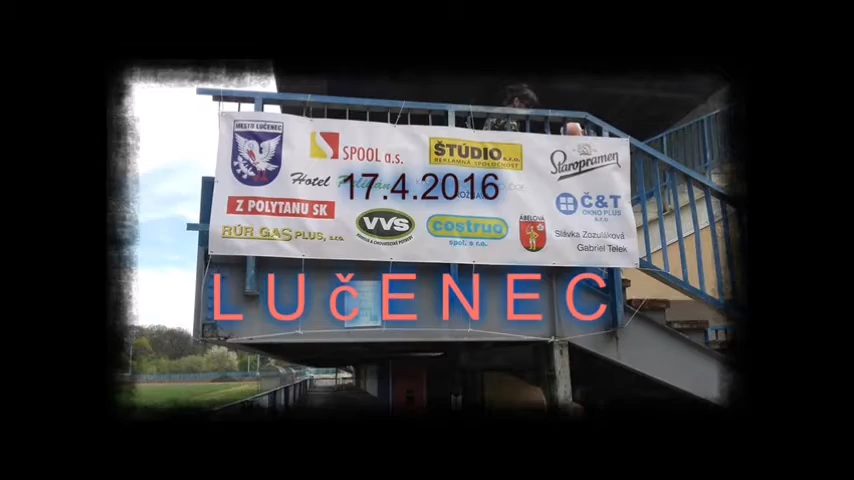 MESTO LUČENEC
SPOOL a.s.
ŠTÚDIO s.r.o.
REKLAMNÁ SPOLOČNOSŤ
Staropramen
Hotel Pelikan
17.4.2016
Z POLYTANU SK
VVS
costruo
spol. s r.o.
ÁBELOVÁ
C&T
OKNO PLUS
s.r.o.
RÚR GAS PLUS, s.r.o.
Slávka Zozuláková
Gabriel Telek
LUčENEC